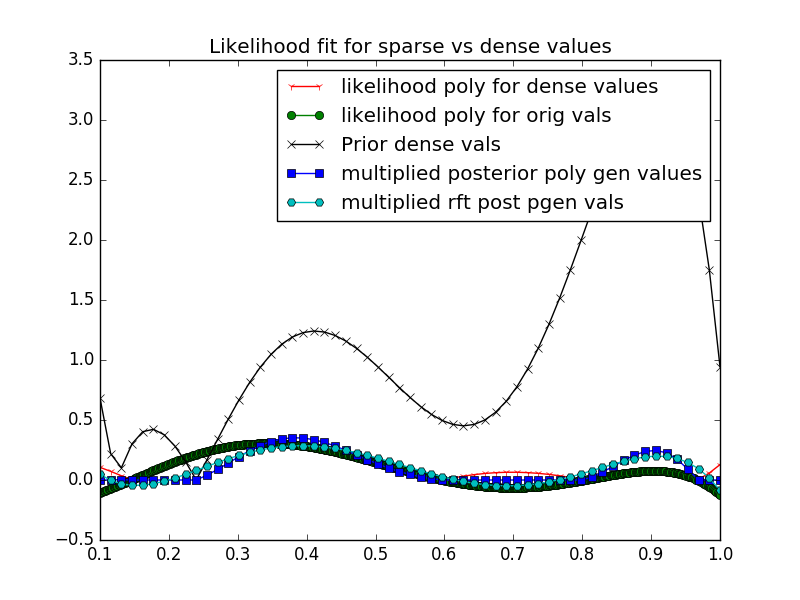 Likelihood fit for sparse vs dense values
likelihood poly for dense values
likelihood poly for orig vals
Prior dense vals
multiplied posterior poly gen values
multiplied rft post pgen vals
3.5
3.0
2.5
2.0
1.5
1.0
0.5
0.0
−0.5
0.1 0.2 0.3 0.4 0.5 0.6 0.7 0.8 0.9 1.0